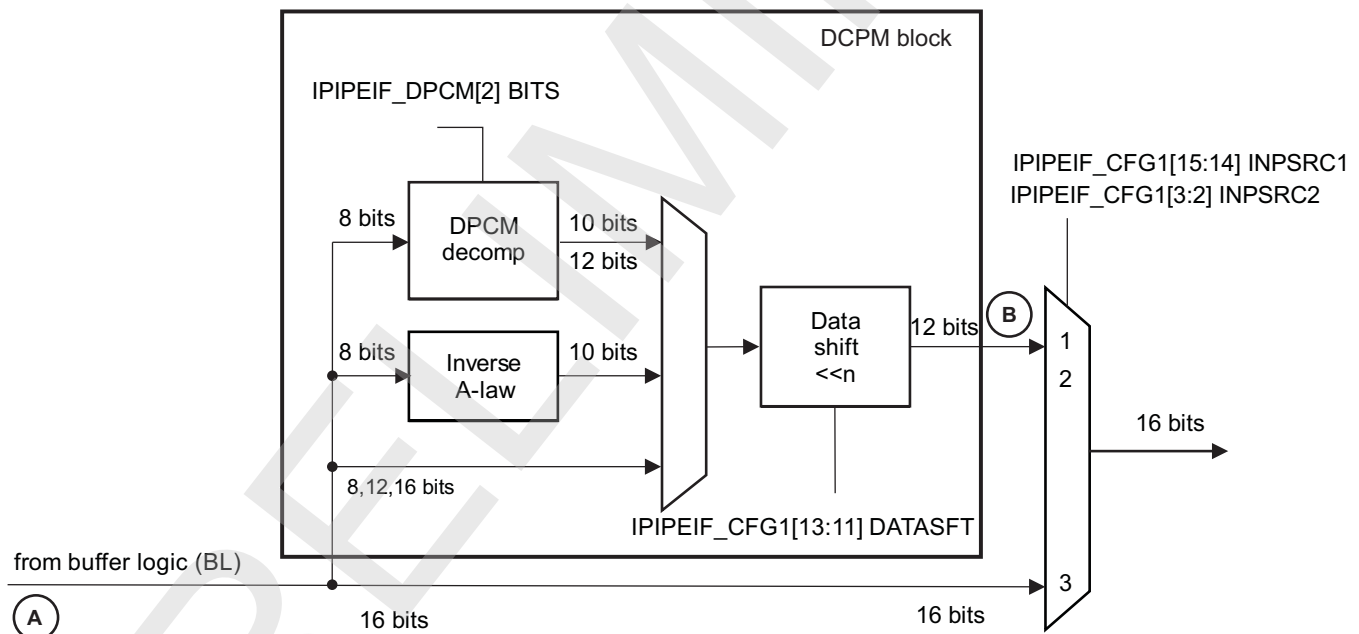 DCPM block
IPIPEIF_DPCM[2] BITS
IPIPEIF_CFG1[15:14] INPSRC1
IPIPEIF_CFG1[3:2] INPSRC2
8 bits
DPCM
decomp
10 bits
12 bits
8 bits
Inverse
A-law
10 bits
Data
shift
<<n
12 bits
B
1
2
16 bits
8,12,16 bits
IPIPEIF_CFG1[13:11] DATASFT
from buffer logic (BL)
3
A
16 bits
16 bits